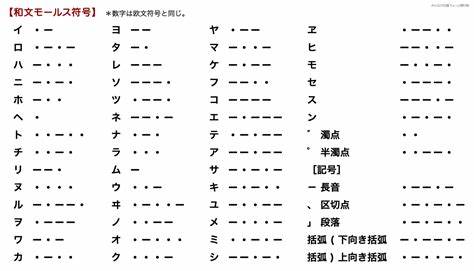 【和文モールス符号】 ＊数字は欧文符号と同じ。
イ ・－ ヨ －－ ヤ ・－－ ヱ ・－－・・
ロ ・－・－ タ －・ マ －・・－ ヒ －－・・－
ハ －・・・ レ －－－ ケ －・－－ モ －・・－・
ニ －・－・ ソ －－－・ フ －－・・ セ ・－－－・
ホ －・・ ツ ・－－・ コ －－－－ ス －－－・－
ヘ ・ ネ －－・－ エ －・－－－ ン ・－・－・
ト ・・－・・ ナ ・－・ テ ・－・－－ ゛ 濁点 ・・
チ ・・－・ ラ ・・・ ア －－・－－ ゜ 半濁点 ・・－－・
リ －－・ ム － サ －・－・－ ［記号］
ヌ ・・・・ ウ ・・－ キ －・－・・ ー 長音 ・－－・－
ル －・－－・ ヰ ・－・・－ ユ －・・－－ 、 区切点 ・－・－・－
ヲ ・－－－ ノ ・・－－ メ －・・・－ 」 段落 ・－・－・・
ワ －・－ オ ・－・・・ ミ ・・－・－ 括弧 ( 下向き括弧 －・－－・－
カ ・－・・ ク ・・・－ シ －－・－・ 括弧 ) 上向き括弧 ・－・・－・